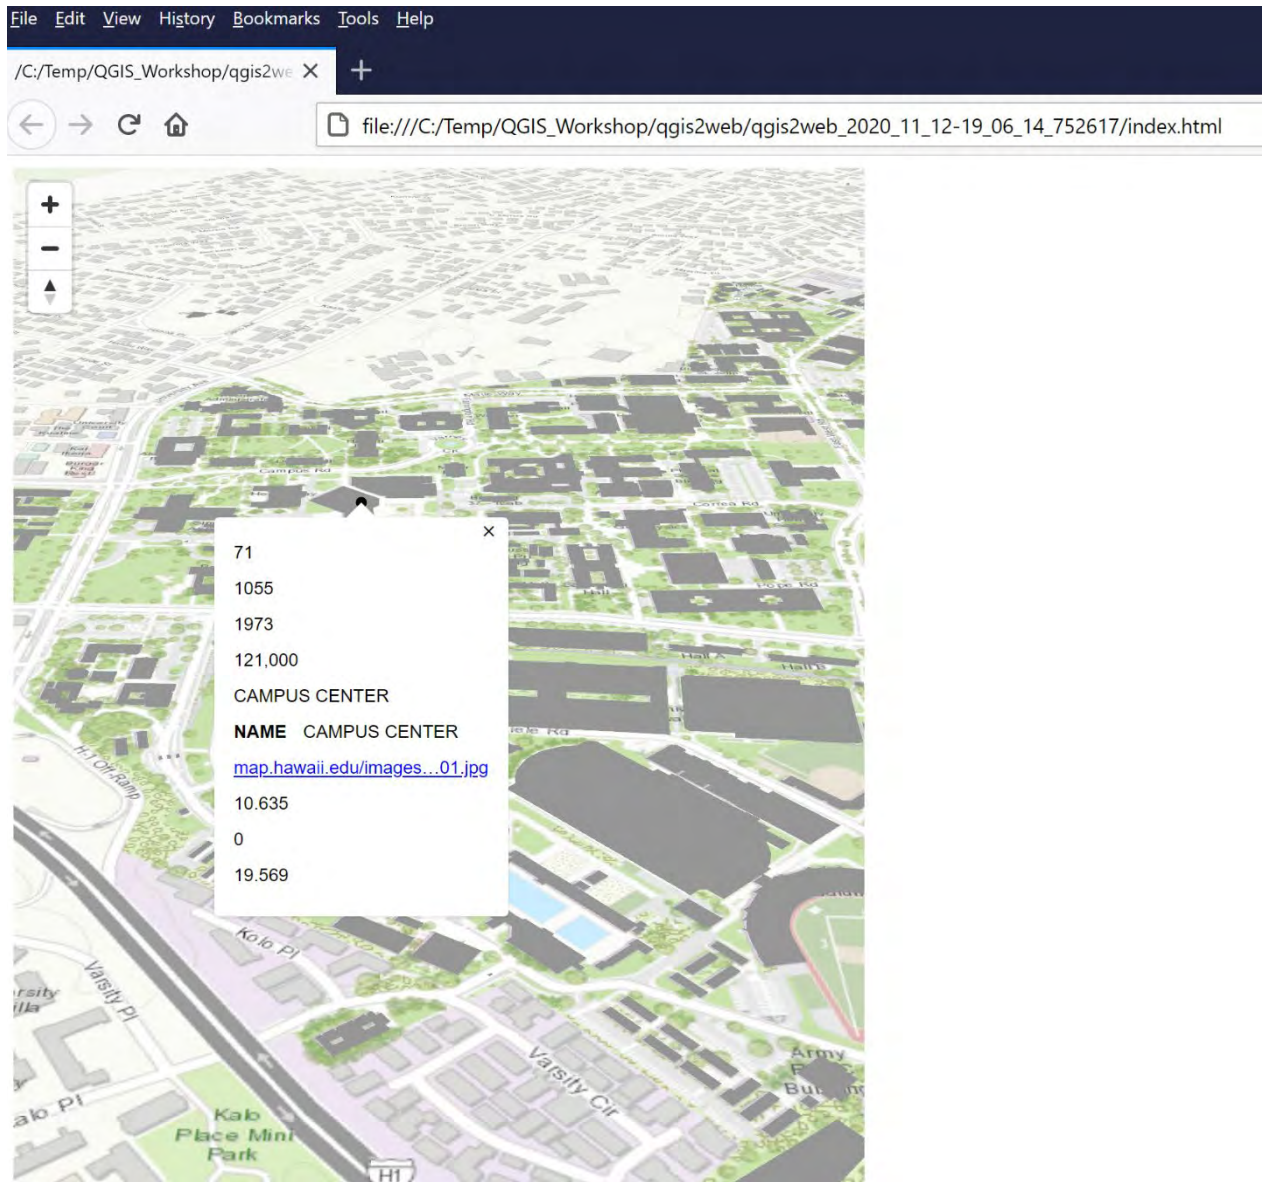 File Edit View History Bookmarks Tools Help
/C:/Temp/QGIS_Workshop/qgis2we
file:///C:/Temp/QGIS_Workshop/qgis2web/qgis2web_2020_11_12-19_06_14_752617/index.html
Campus Rd
Correa Rd
Pope Rd
Hall
Hall A
Hall B
71
1055
1973
121,000
CAMPUS CENTER
NAME CAMPUS CENTER
map.hawaii.edu/images...01.jpg
10.635
0
19.569
H-1 Off-Ramp
Kolo Pl
Varsity Pl
Varsity Cir
Army
Kalo
Place Mini
Park
H1